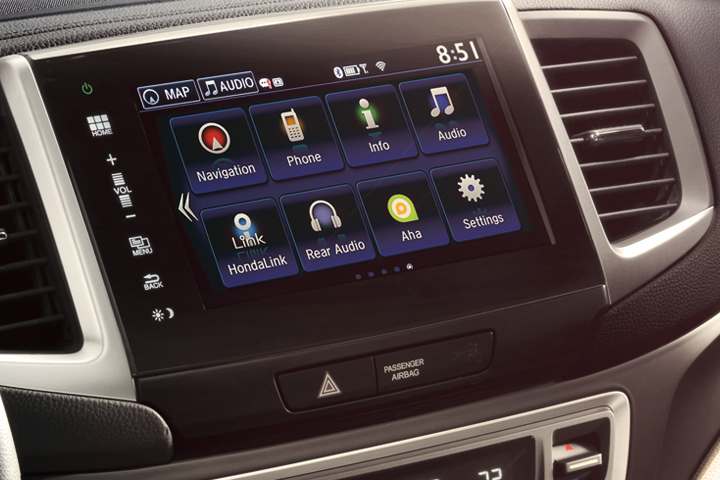 8:51
MAP
AUDIO
HOME
+
VOL
-
MENU
BACK
Navigation
Phone
Info
Audio
Link
HondaLink
Rear Audio
Aha
Settings
PASSENGER
AIRBAG
72